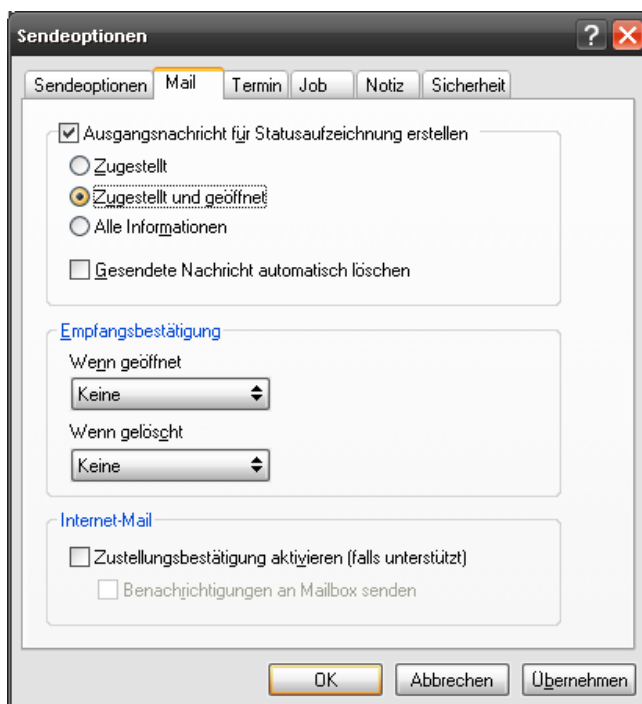 Sendeoptionen
Sendeoptionen Mail Termin Job Notiz Sicherheit
Ausgangsnachricht für Statusaufzeichnung erstellen
Zugestellt
Zugestellt und geöffnet
Alle Informationen
Gesendete Nachricht automatisch löschen
Empfangsbestätigung
Wenn geöffnet
Keine
Wenn gelöscht
Keine
Internet-Mail
Zustellungsbestätigung aktivieren (falls unterstützt)
Benachrichtigungen an Mailbox senden
OK Abbrechen Übernehmen